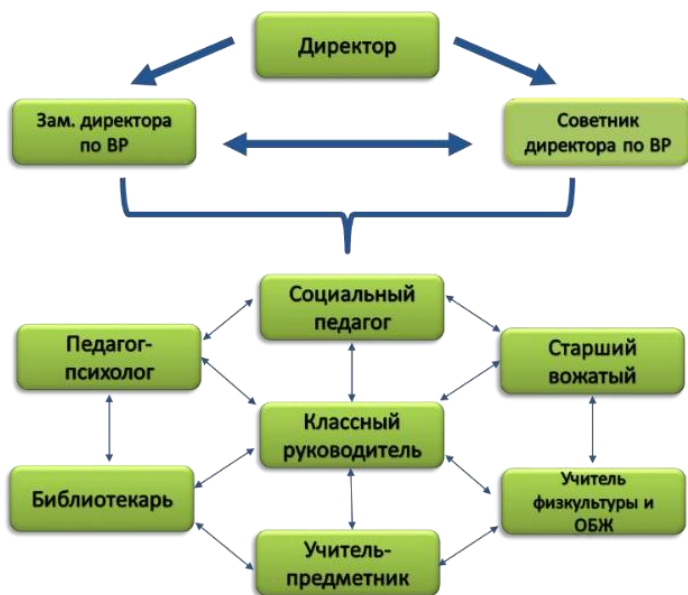 Директор
Зам. директора
по ВР
Советник
директора по ВР
Социальный
педагог
Педагог-
психолог
Старший
вожатый
Классный
руководитель
Библиотекарь
Учитель
физкультуры и
ОБЖ
Учитель-
предметник